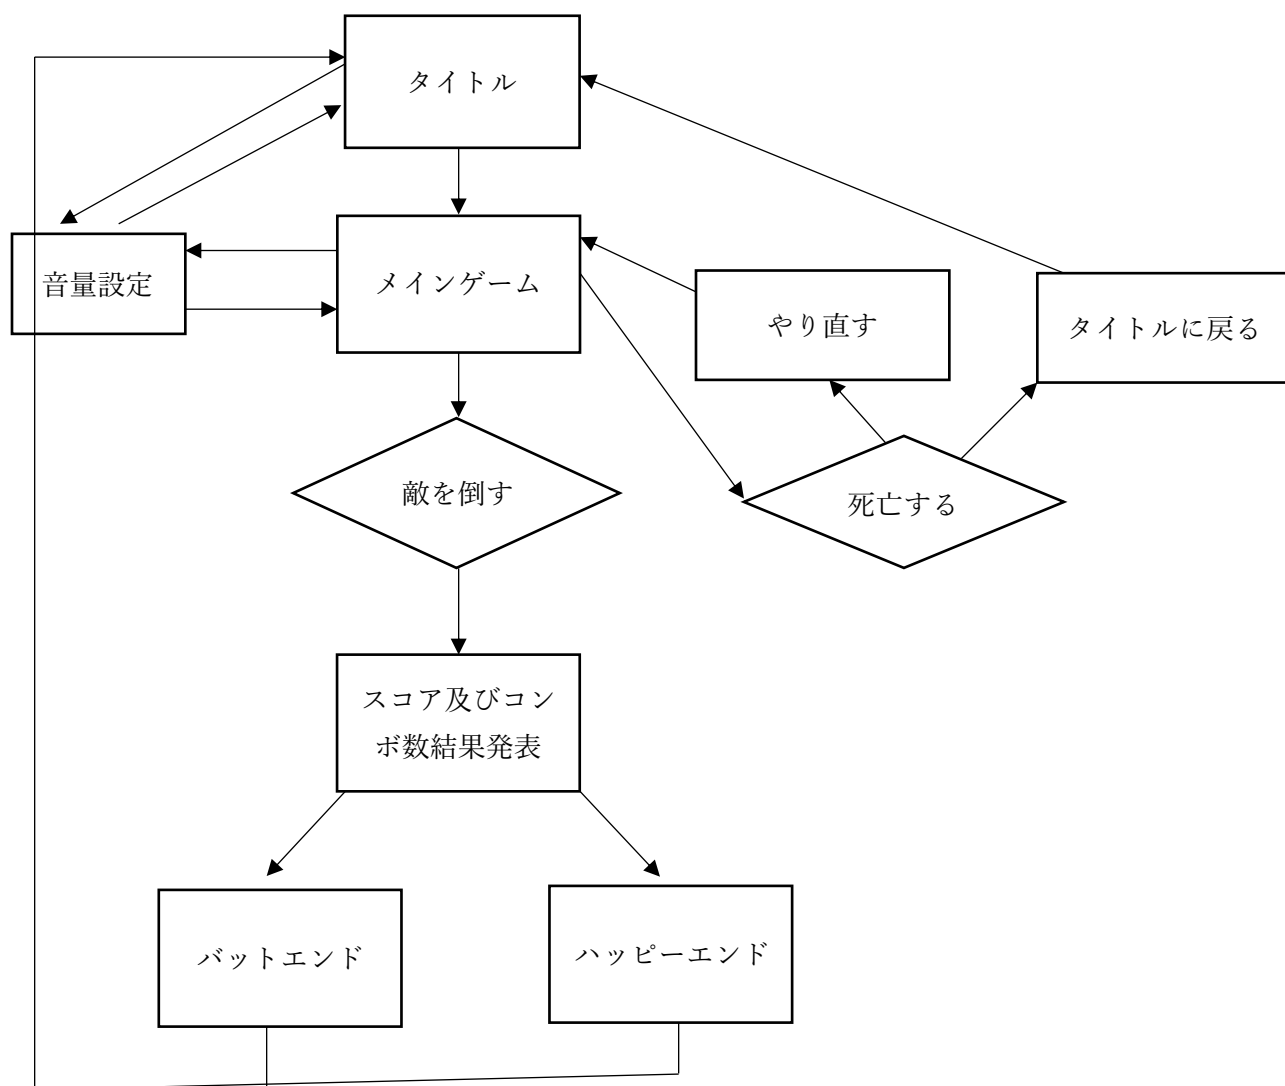 タイトル
音量設定
メインゲーム
やり直す
タイトルに戻る
敵を倒す
死亡する
スコア及びコン
ボ数結果発表
バットエンド
ハッピーエンド